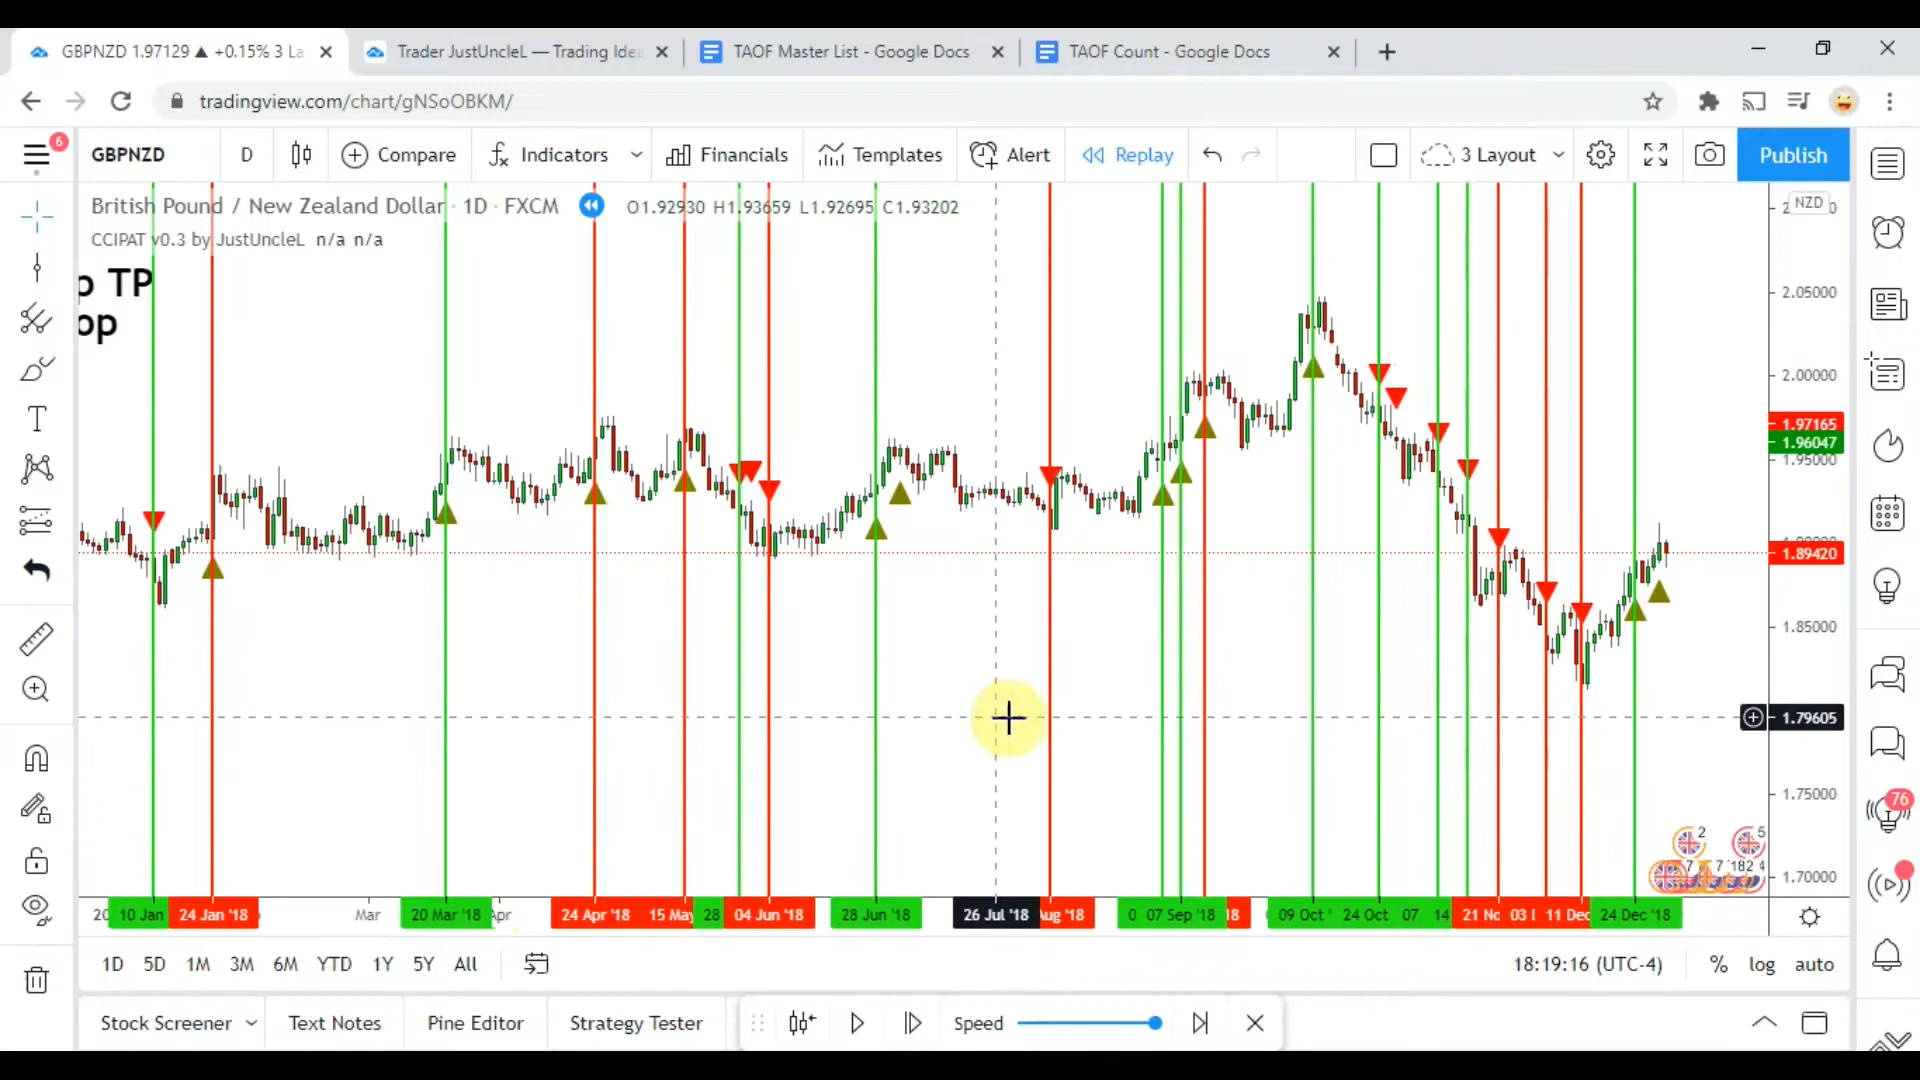 GBPNZD 1.97129 ▲ +0.15% 3 La
Trader JustUncleL — Trading Idea
TAOF Master List - Google Docs
TAOF Count - Google Docs
tradingview.com/chart/gNSoOBKM/
6
GBPNZD
D
Compare
Indicators
Financials
Templates
Alert
Replay
3 Layout
Publish
British Pound / New Zealand Dollar · 1D · FXCM
O1.92930 H1.93659 L1.92695 C1.93202
NZD
CCIPAT v0.3 by JustUncleL n/a n/a
p TP
op
2.05000
2.00000
1.97165
1.96047
1.95000
1.89420
1.85000
1.79605
1.75000
1.70000
76
2
5
10 Jan
24 Jan '18
Mar
20 Mar '18
Apr
24 Apr '18
15 May
28
04 Jun '18
28 Jun '18
26 Jul '18
Aug '18
07 Sep '18
18
09 Oct '
24 Oct
07
14
21 No
03 D
11 Dec
24 Dec '18
1D 5D 1M 3M 6M YTD 1Y 5Y All
18:19:16 (UTC-4)
% log auto
Stock Screener
Text Notes
Pine Editor
Strategy Tester
Speed